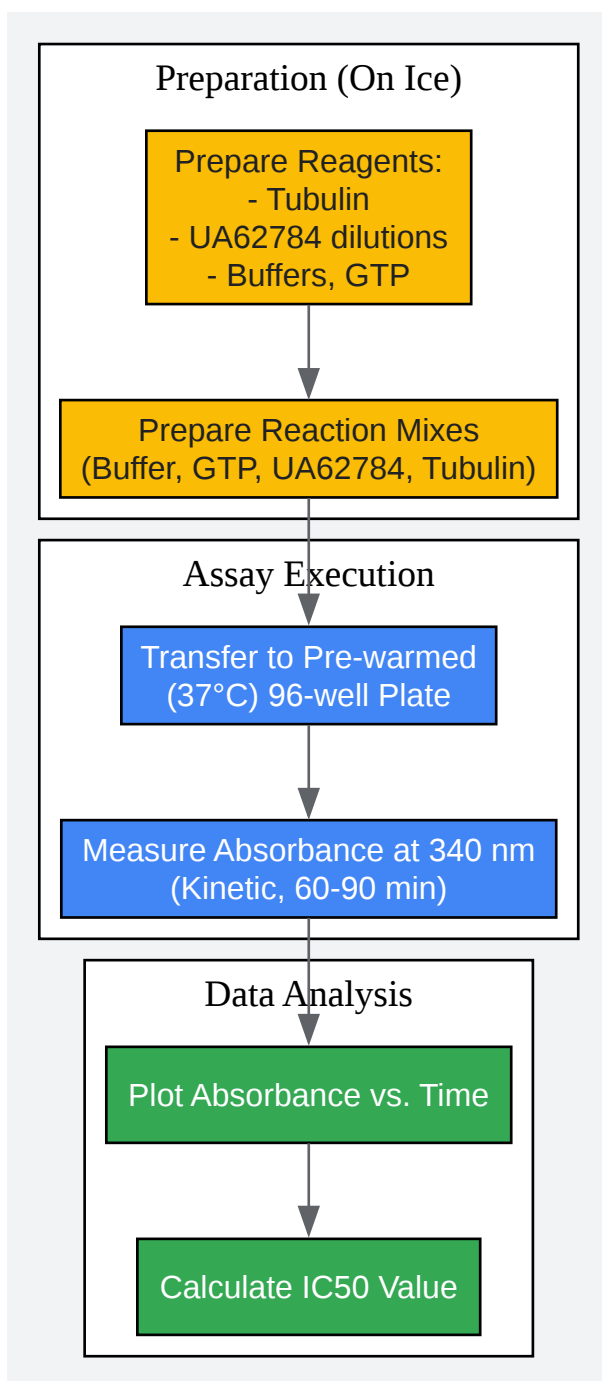 Preparation (On Ice)
Prepare Reagents:
- Tubulin
- UA62784 dilutions
- Buffers, GTP
Prepare Reaction Mixes
(Buffer, GTP, UA62784, Tubulin)
Assay Execution
Transfer to Pre-warmed
(37°C) 96-well Plate
Measure Absorbance at 340 nm
(Kinetic, 60-90 min)
Data Analysis
Plot Absorbance vs. Time
Calculate IC50 Value